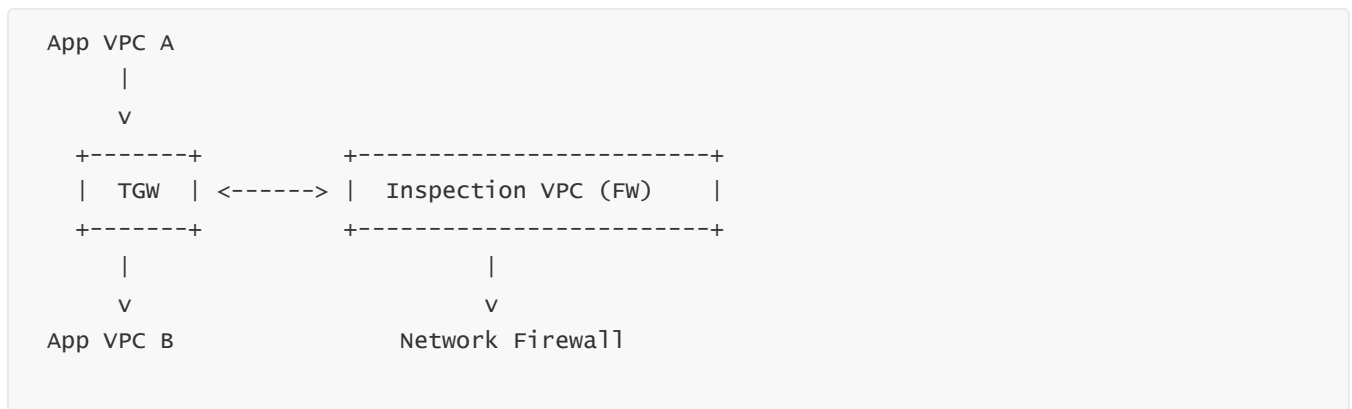 App VPC A
|
v
+-------+ +-------------------------+
| TGW | <------> | Inspection VPC (FW) |
+-------+ +-------------------------+
| |
v v
App VPC B Network Firewall